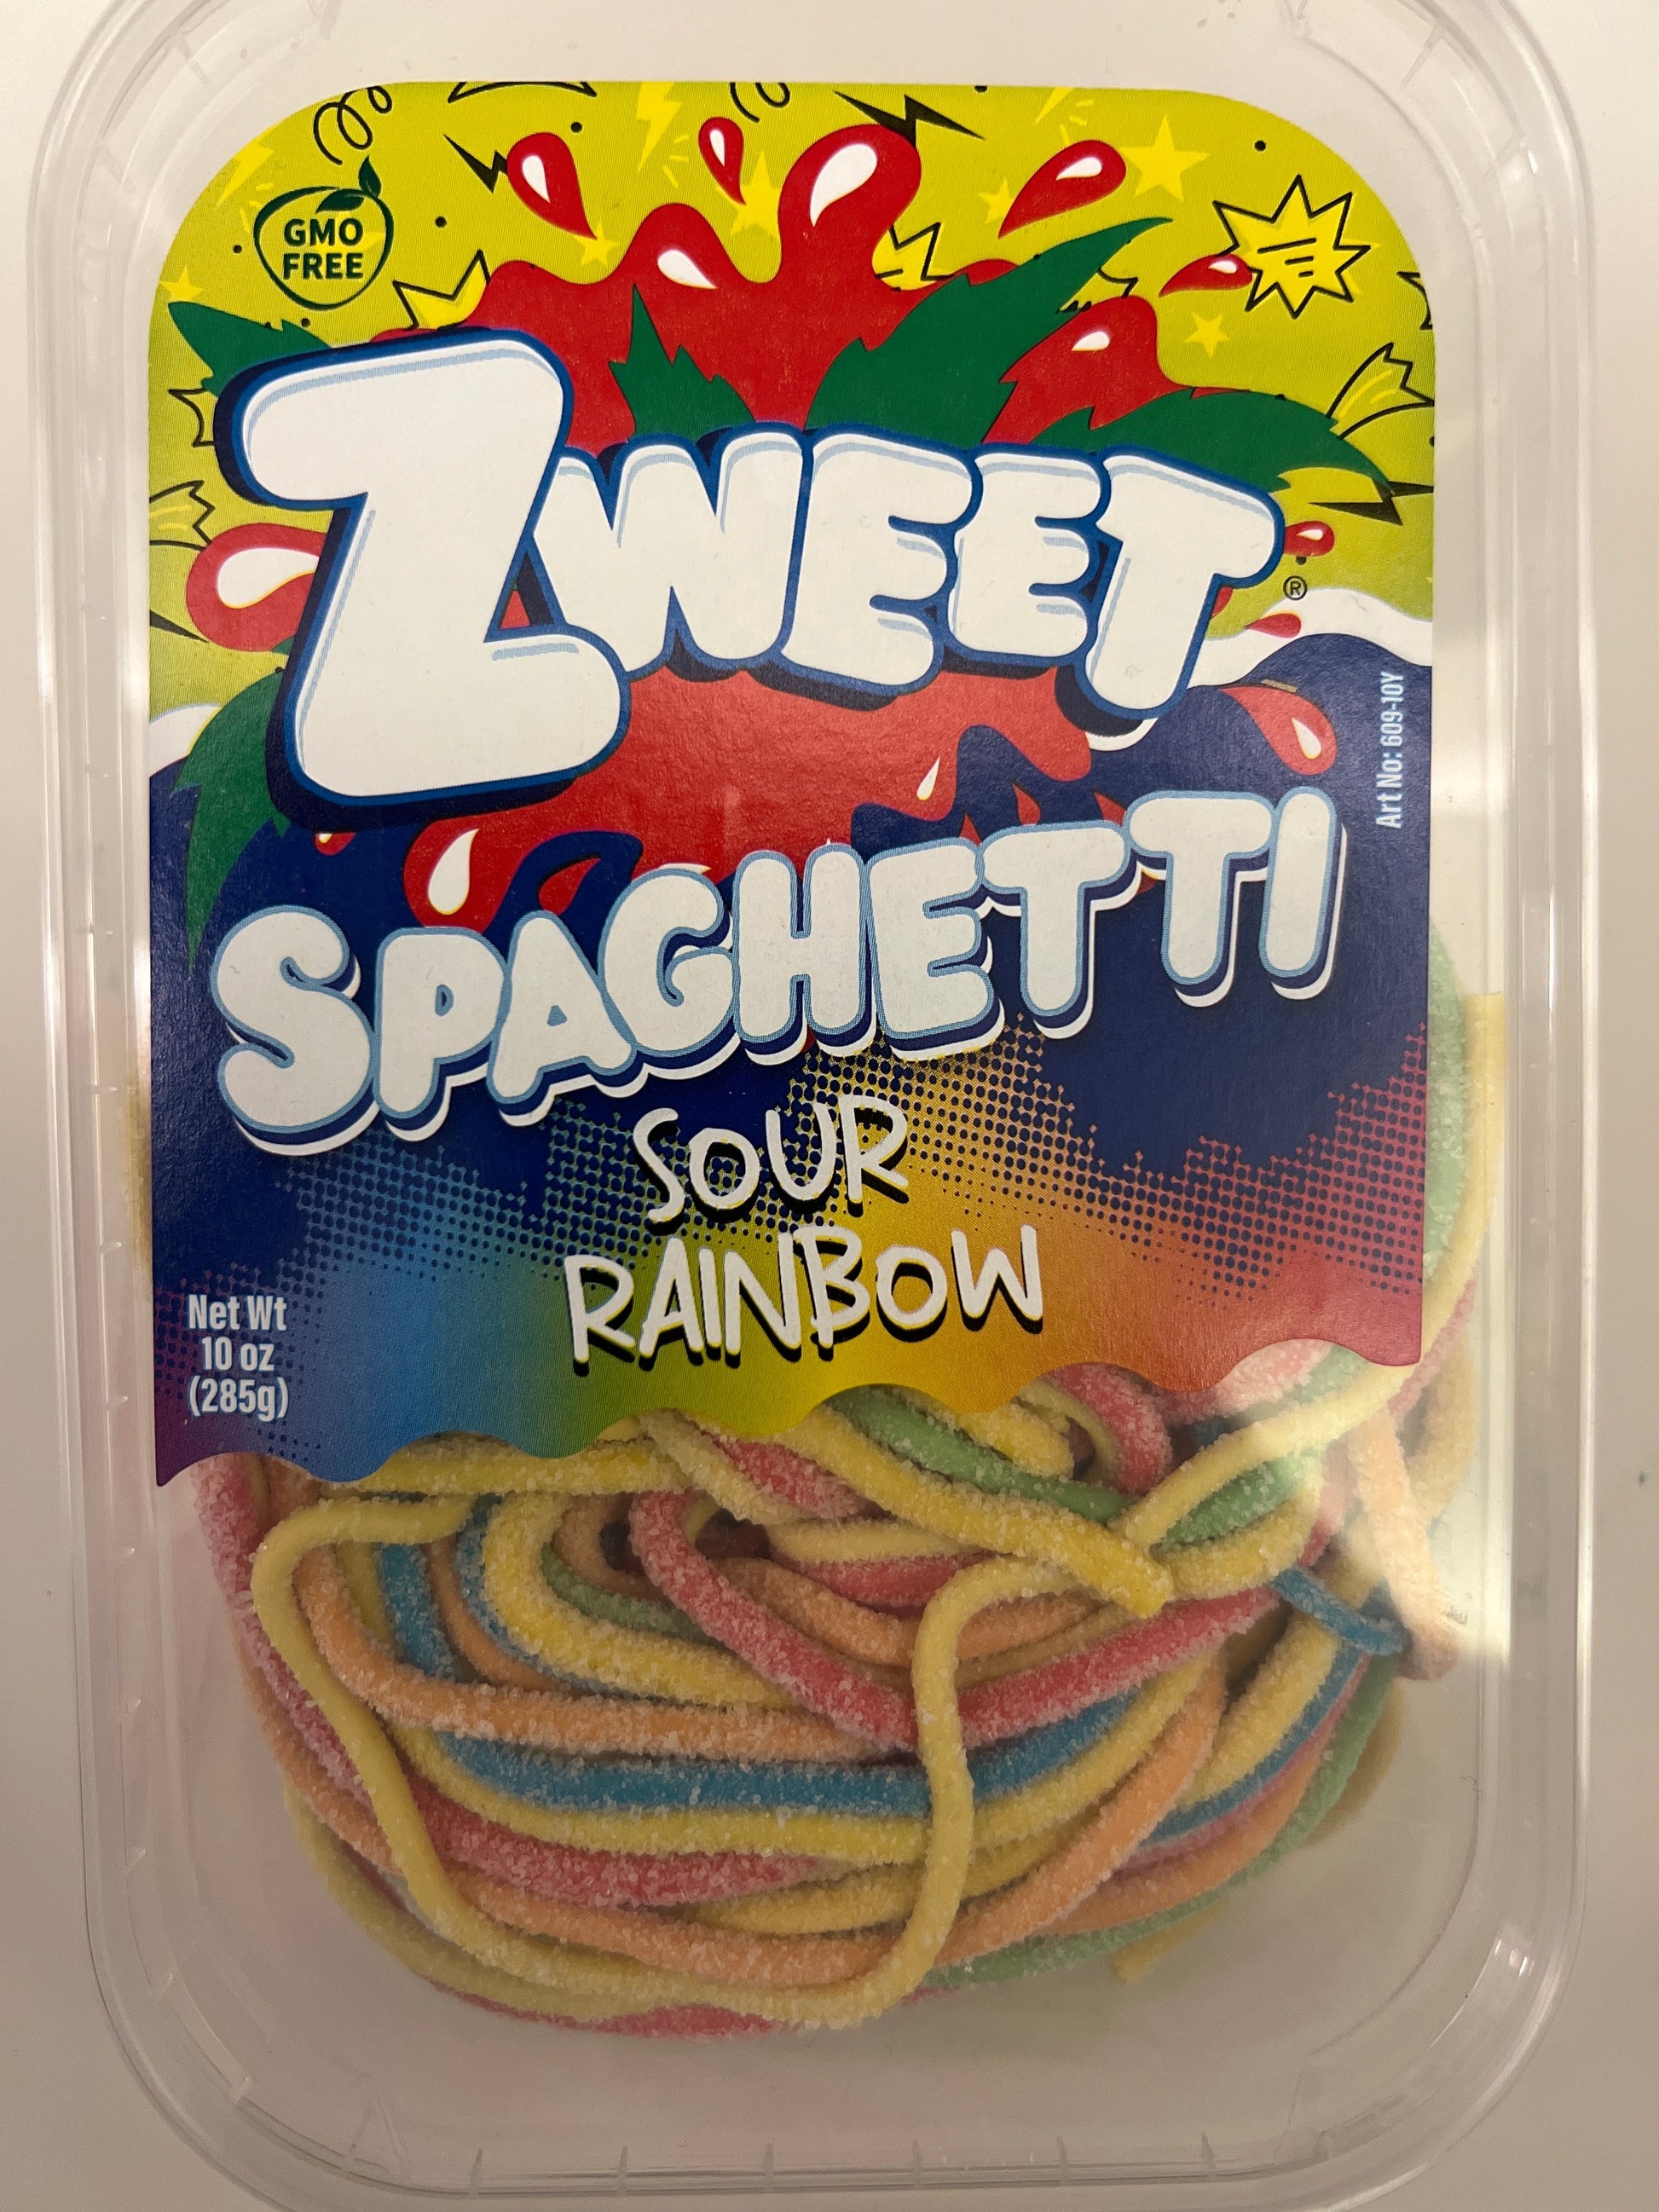 GMO
FREE
ZWEET
®
Art No: 609-10Y
SPAGHETTI
SOUR
RAINBOW
Net Wt
10 oz
(285g)